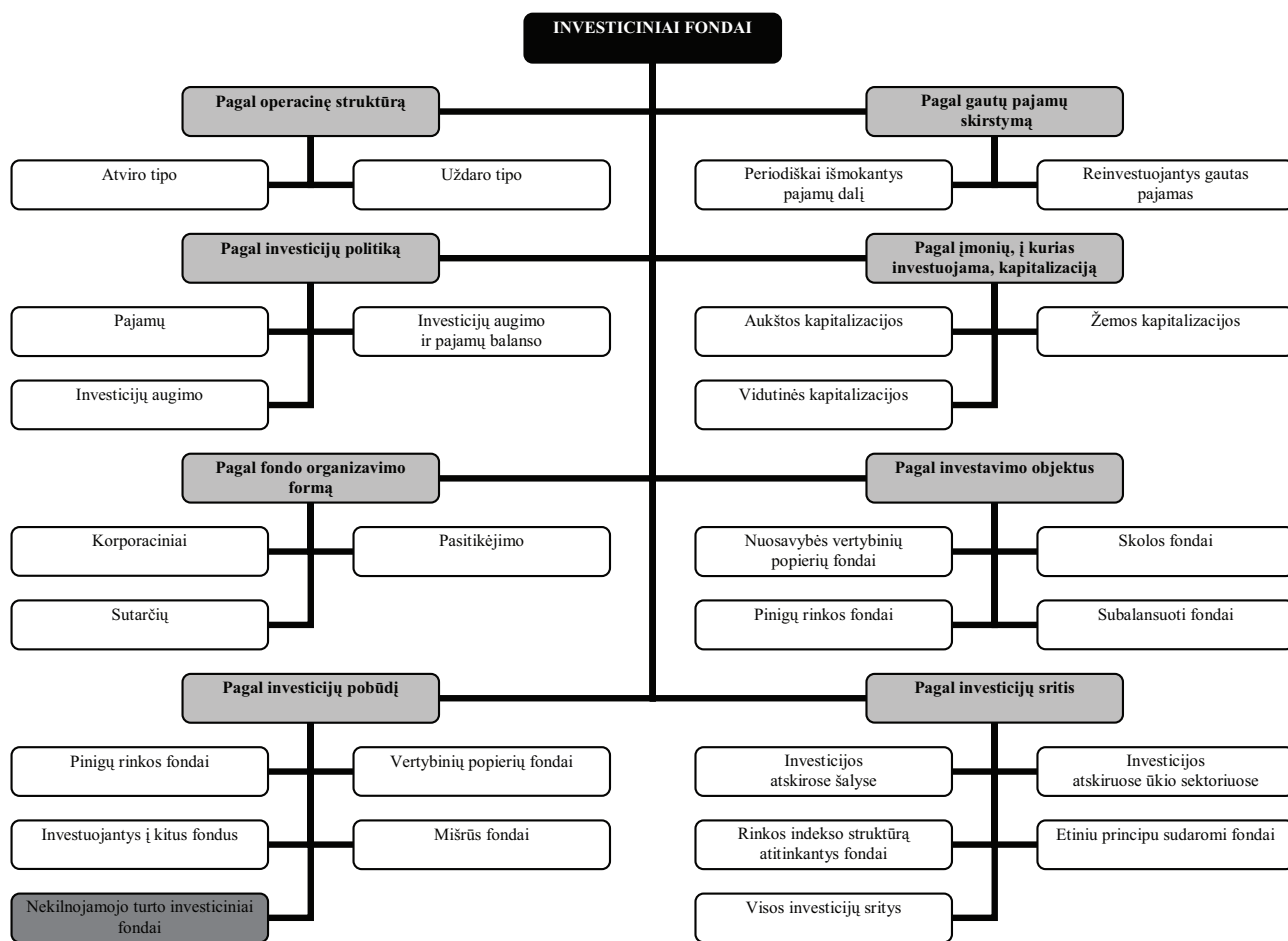 INVESTICINIAI FONDAI
Pagal operacinę struktūrą
Atviro tipo
Uždaro tipo
Pagal gautų pajamų
skirstymą
Periodiškai išmokantys
pajamų dalį
Reinvestuojantys gautas
pajamas
Pagal investicijų politiką
Pajamų
Investicijų augimo
ir pajamų balanso
Investicijų augimo
Pagal įmonių, į kurias
investuojama, kapitalizaciją
Aukštos kapitalizacijos
Žemos kapitalizacijos
Vidutinės kapitalizacijos
Pagal fondo organizavimo
formą
Korporaciniai
Pasitikėjimo
Sutarčių
Pagal investavimo objektus
Nuosavybės vertybinių
popierių fondai
Skolos fondai
Pinigų rinkos fondai
Subalansuoti fondai
Pagal investicijų pobūdį
Pinigų rinkos fondai
Vertybinių popierių fondai
Investuojantys į kitus fondus
Mišrūs fondai
Nekilnojamojo turto investiciniai
fondai
Pagal investicijų sritis
Investicijos
atskirose šalyse
Investicijos
atskiruose ūkio sektoriuose
Rinkos indekso struktūrą
atitinkantys fondai
Etiniu principu sudaromi fondai
Visos investicijų sritys